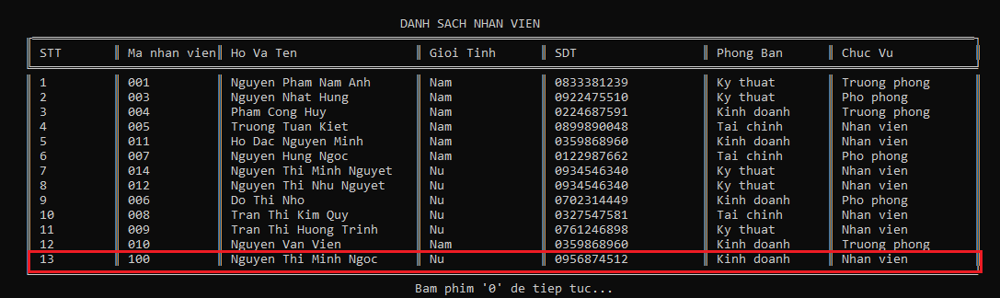 DANH SACH NHAN VIEN
STT Ma nhan vien Ho Va Ten Gioi Tinh SDT Phong Ban Chuc Vu
1 001 Nguyen Pham Nam Anh Nam 0833381239 Ky thuat Truong phong
2 003 Nguyen Nhat Hung Nam 0922475510 Ky thuat Pho phong
3 004 Pham Cong Huy Nam 0224687591 Kinh doanh Truong phong
4 005 Truong Tuan Kiet Nam 0899890048 Tai chinh Nhan vien
5 011 Ho Dac Nguyen Minh Nam 0359868960 Kinh doanh Nhan vien
6 007 Nguyen Hung Ngoc Nam 0122987662 Tai chinh Pho phong
7 014 Nguyen Thi Minh Nguyet Nu 0934546340 Ky thuat Nhan vien
8 012 Nguyen Thi Nhu Nguyet Nu 0934546340 Ky thuat Nhan vien
9 006 Do Thi Nho Nu 0702314449 Kinh doanh Pho phong
10 008 Tran Thi Kim Quy Nu 0327547581 Tai chinh Nhan vien
11 009 Tran Thi Huong Trinh Nu 0761246898 Ky thuat Nhan vien
12 010 Nguyen Van Vien Nam 0359868960 Kinh doanh Truong phong
13 100 Nguyen Thi Minh Ngoc Nu 0956874512 Kinh doanh Nhan vien
Bam phim '0' de tiep tuc...